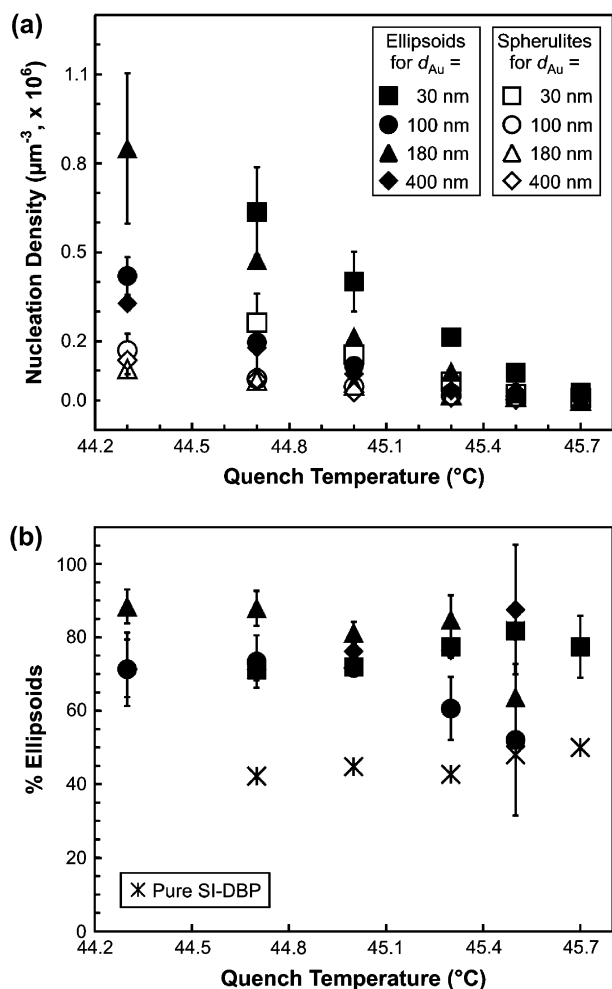 (a)
Nucleation Density (µm⁻³, x 10⁶)
1.1
0.8
0.5
0.2
0.0
Ellipsoids
for dAu =
30 nm
100 nm
180 nm
400 nm
Spherulites
for dAu =
30 nm
100 nm
180 nm
400 nm
44.2 44.5 44.8 45.1 45.4 45.7
Quench Temperature (°C)
(b)
% Ellipsoids
100
80
60
40
20
0
Pure SI-DBP
44.2 44.5 44.8 45.1 45.4 45.7
Quench Temperature (°C)